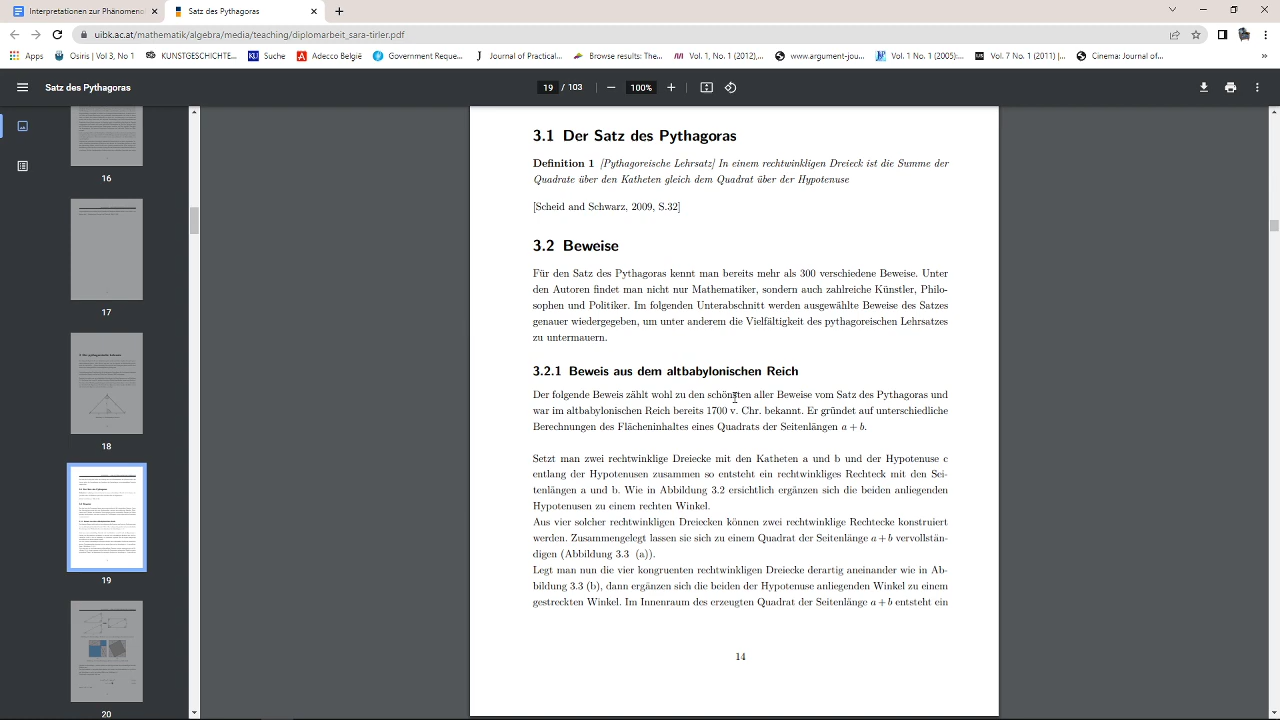 Interpretationen zur Phänomeno
Satz des Pythagoras
uibk.ac.at/mathematik/algebra/media/teaching/diplomarbeit_sara-tirler.pdf
Apps
Osiris | Vol 3, No 1
KUNSTGESCHICHTE...
Suche
Adecco België
Government Reque...
Journal of Practical...
Browse results: The...
Vol. 1, No. 1 (2012),...
www.argument-jou...
Vol. 1 No. 1 (2005):...
Vol. 7 No. 1 (2011) |...
Cinema: Journal of...
»
Satz des Pythagoras
19 / 103
100%
16
17
18
19
20
3.1 Der Satz des Pythagoras
Definition 1 [Pythagoreische Lehrsatz] In einem rechtwinkligen Dreieck ist die Summe der
Quadrate über den Katheten gleich dem Quadrat über der Hypotenuse
[Scheid and Schwarz, 2009, S.32]
3.2 Beweise
Für den Satz des Pythagoras kennt man bereits mehr als 300 verschiedene Beweise. Unter
den Autoren findet man nicht nur Mathematiker, sondern auch zahlreiche Künstler, Philo-
sophen und Politiker. Im folgenden Unterabschnitt werden ausgewählte Beweise des Satzes
genauer wiedergegeben, um unter anderem die Vielfältigkeit des pythagoreischen Lehrsatzes
zu untermauern.
3.2.1 Beweis aus dem altbabylonischen Reich
Der folgende Beweis zählt wohl zu den schönsten aller Beweise vom Satz des Pythagoras und
war im altbabylonischen Reich bereits 1700 v. Chr. bekannt. Er gründet auf unterschiedliche
Berechnungen des Flächeninhaltes eines Quadrats der Seitenlängen a + b.
Setzt man zwei rechtwinklige Dreiecke mit den Katheten a und b und der Hypotenuse c
entlang der Hypotenusen zusammen so entsteht ein rechtwinkliges Rechteck mit den Sei-
tenlängen a und b. Wie in Abbildung 3.2 ersichtlich ergänzen sich die beiden anliegenden
Hypotenusen zu einem rechten Winkel.
Aus vier solcher rechtwinkligen Dreiecken können zwei rechtwinklige Rechtecke konstruiert
werden. Zusammengelegt lassen sie sich zu einem Quadrat der Seitenlänge a + b vervollstän-
digen (Abbildung 3.3 (a)).
Legt man nun die vier kongruenten rechtwinkligen Dreiecke derartig aneinander wie in Ab-
bildung 3.3 (b), dann ergänzen sich die beiden der Hypotenuse anliegenden Winkel zu einem
gestreckten Winkel. Im Innenraum des erzeugten Quadrat der Seitenlänge a + b entsteht ein
14